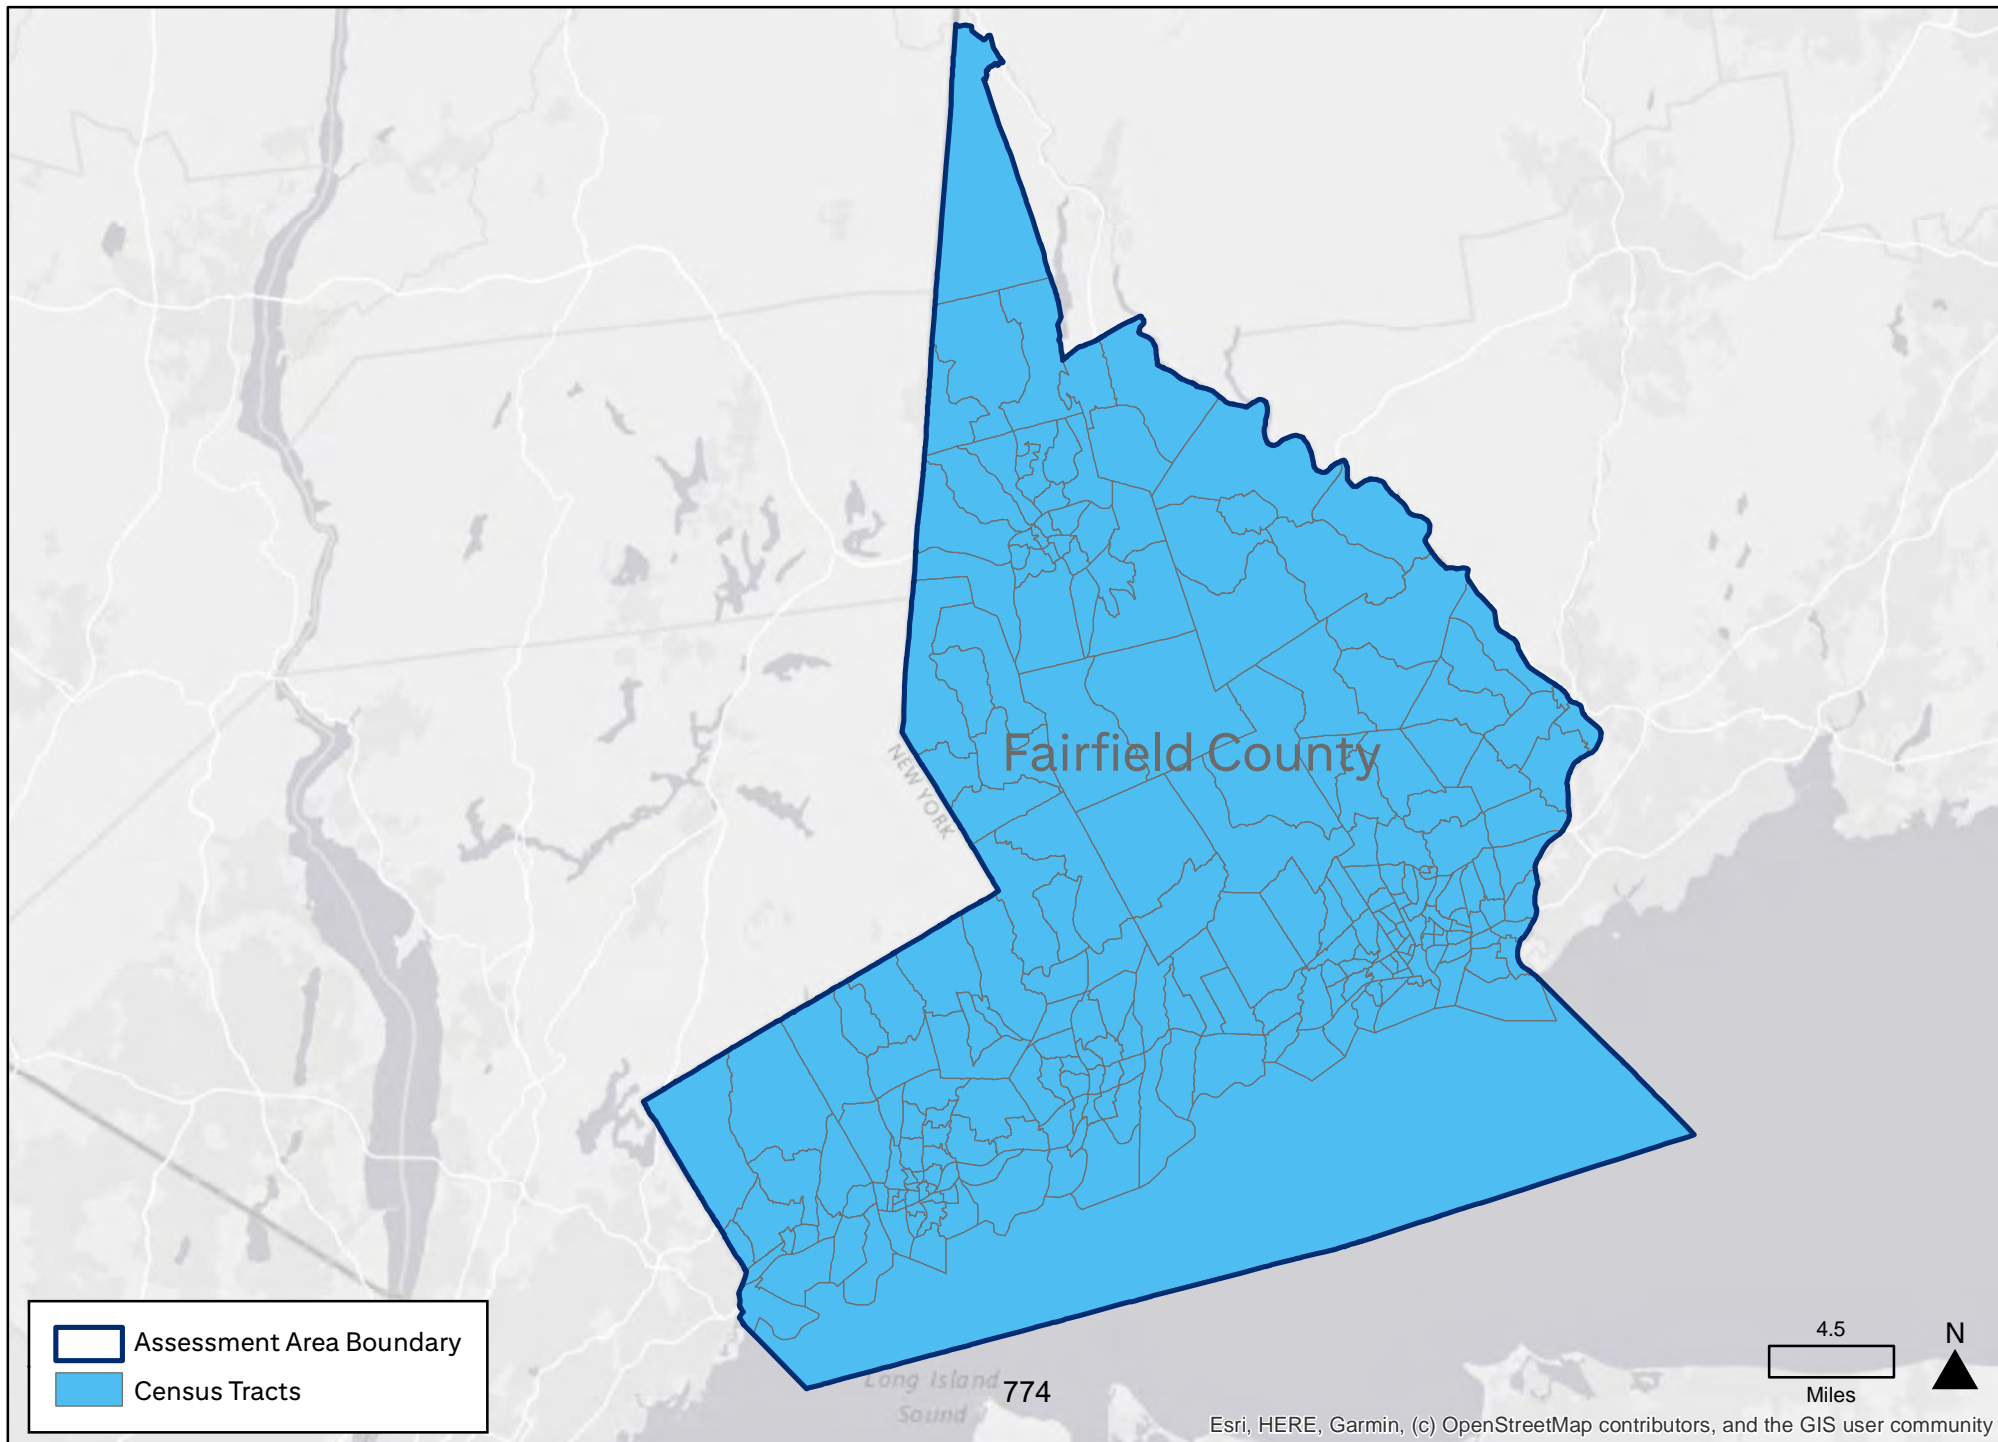 Fairfield County
NEW YORK
Assessment Area Boundary
Census Tracts
Long Island
Sound
774
4.5
Miles
N
Esri, HERE, Garmin, (c) OpenStreetMap contributors, and the GIS user community